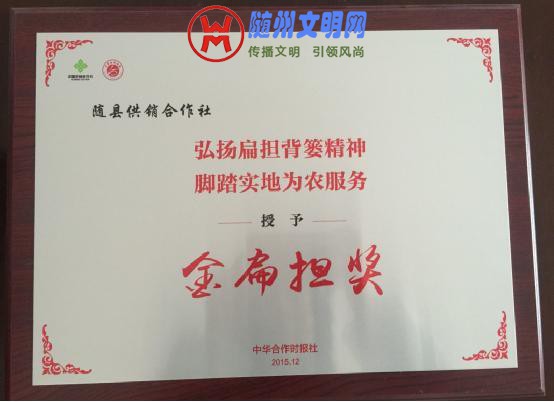 随州文明网
传播文明 引领风尚
随县供销合作社
弘扬扁担背篓精神
脚踏实地为农服务
授予
金扁担奖
中华合作时报社
2015.12